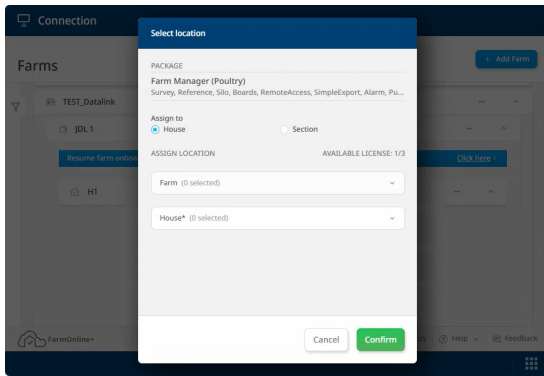 Connection
Select location
Farms
+ Add Farm
PACKAGE
Farm Manager (Poultry)
Survey, Reference, Silo, Boards, RemoteAccess, SimpleExport, Alarm, Pu...
TEST_Datalink
--
Assign to
House
Section
JDL 1
--
ASSIGN LOCATION
AVAILABLE LICENSE: 1/3
Resume farm onboa
Click here ›
Farm (0 selected)
H1
--
House* (0 selected)
Cancel
Confirm
FarmOnline+
Help
Feedback